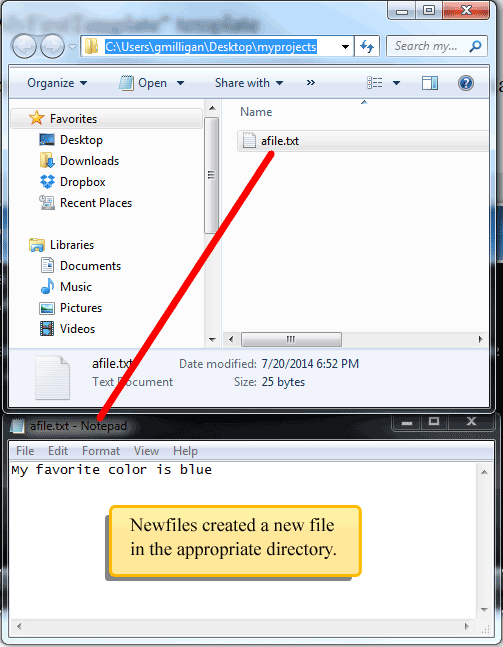 C:\Users\gmilligan\Desktop\myprojects
Search my...
Organize Open Share with »
Favorites
Desktop
Downloads
Dropbox
Recent Places
Libraries
Documents
Music
Pictures
Videos
Name
afile.txt
afile.txt Date modified: 7/20/2014 6:52 PM
Text Document Size: 25 bytes
afile.txt - Notepad
File Edit Format View Help
My favorite color is blue
Newfiles created a new file
in the appropriate directory.